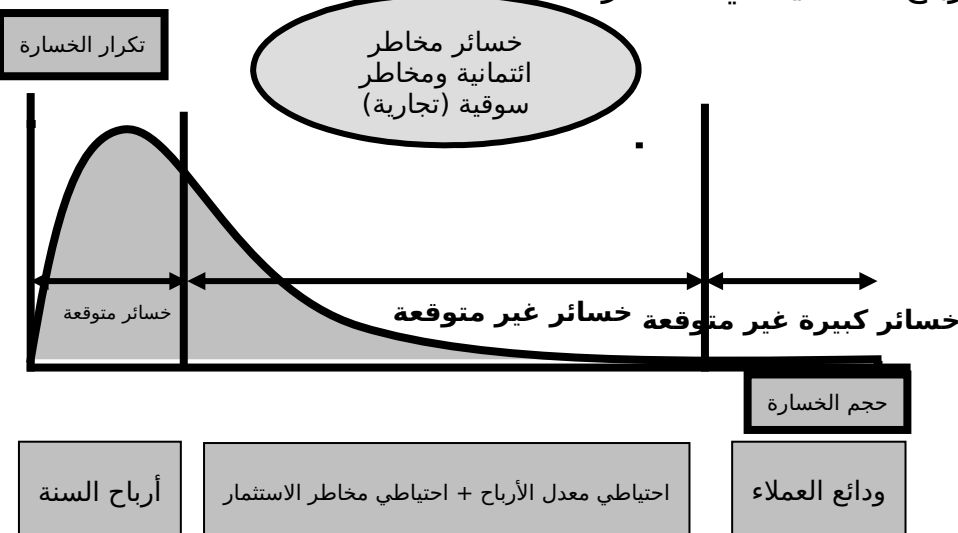 تكرار الخسارة
خسائر مخاطر
ائتمانية ومخاطر
سوقية (تجارية)
خسائر متوقعة
خسائر غير متوقعة
خسائر كبيرة غير متوقعة
حجم الخسارة
أرباح السنة
احتياطي معدل الأرباح + احتياطي مخاطر الاستثمار
ودائع العملاء